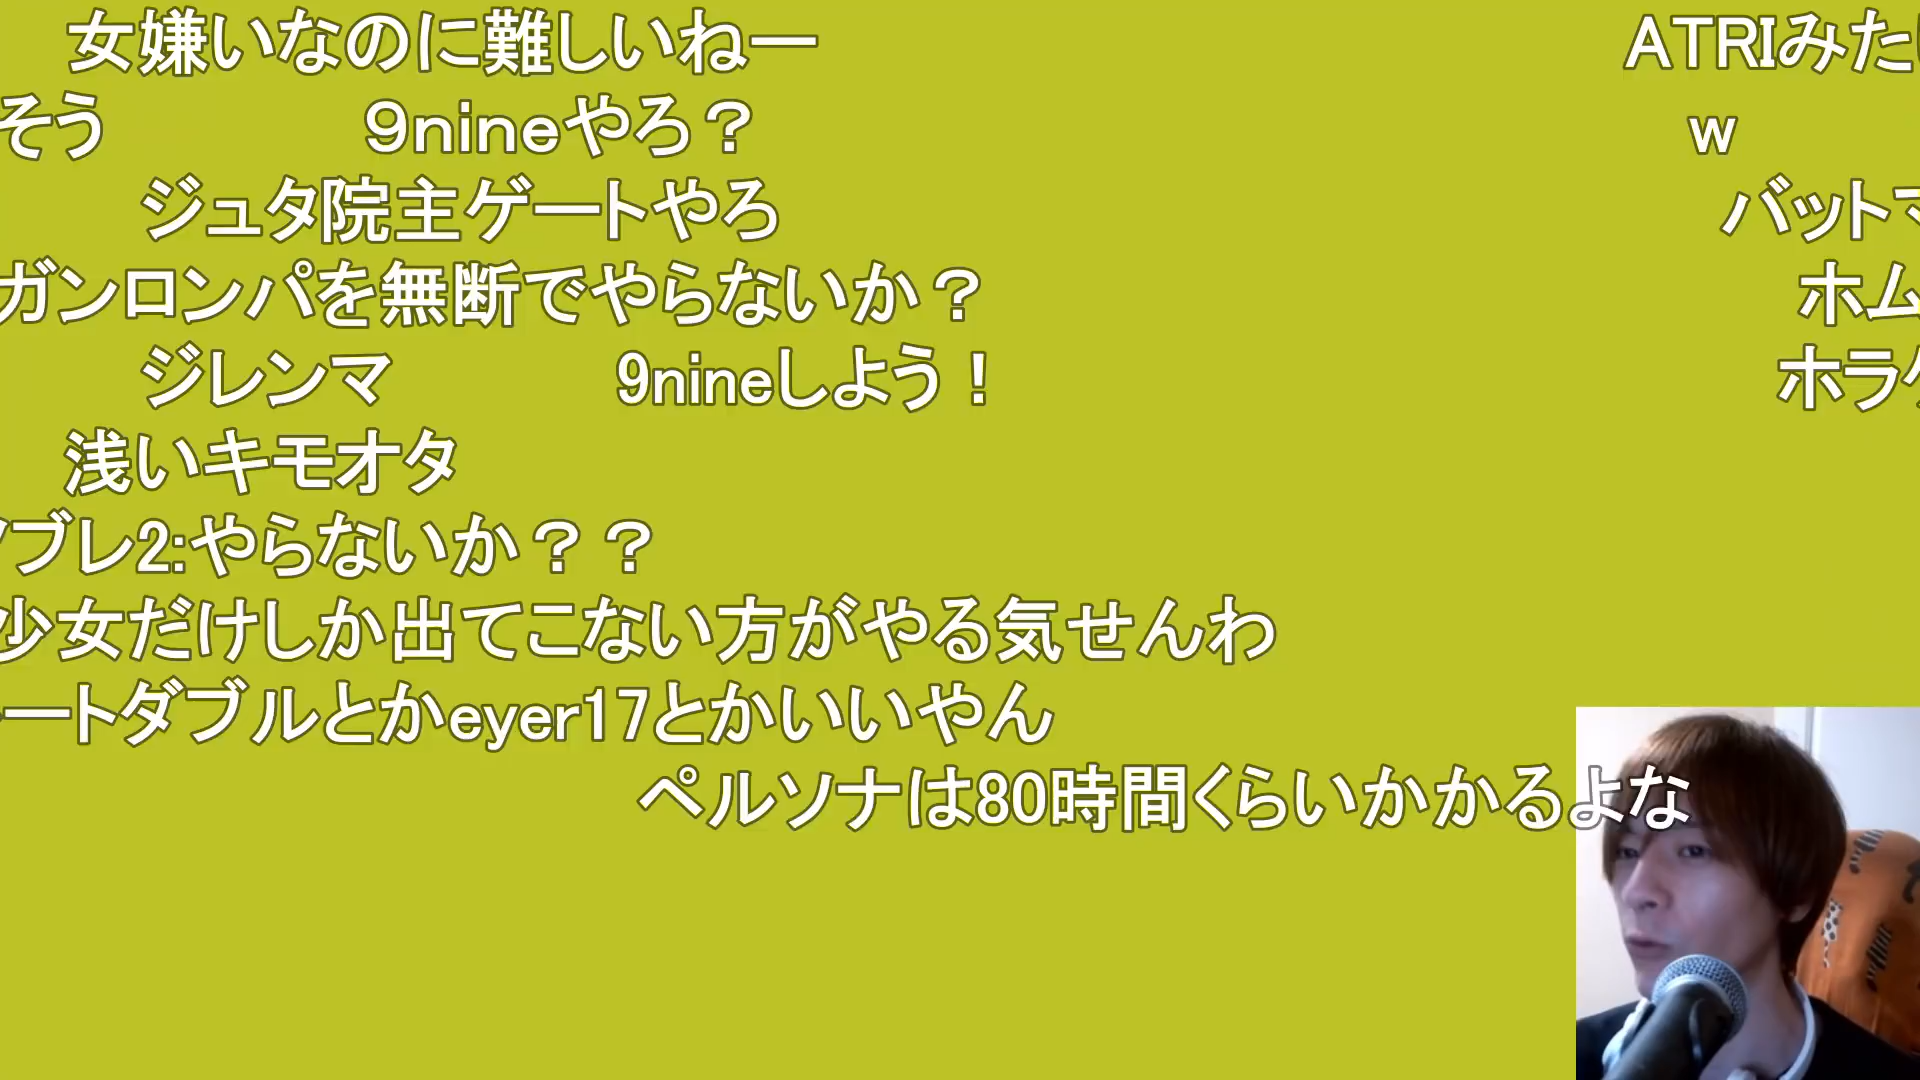 女嫌いなのに難しいねー
ATRIみた
そう
９nineやろ？
w
ジュタ院主ゲートやろ
バット
ガンロンパを無断でやらないか？
ホム
ジレンマ
9nineしよう！
ホラ
浅いキモオタ
ブレ2:やらないか？？
少女だけしか出てこない方がやる気せんわ
ートダブルとかeyer17とかいいやん
ペルソナは80時間くらいかかるよな